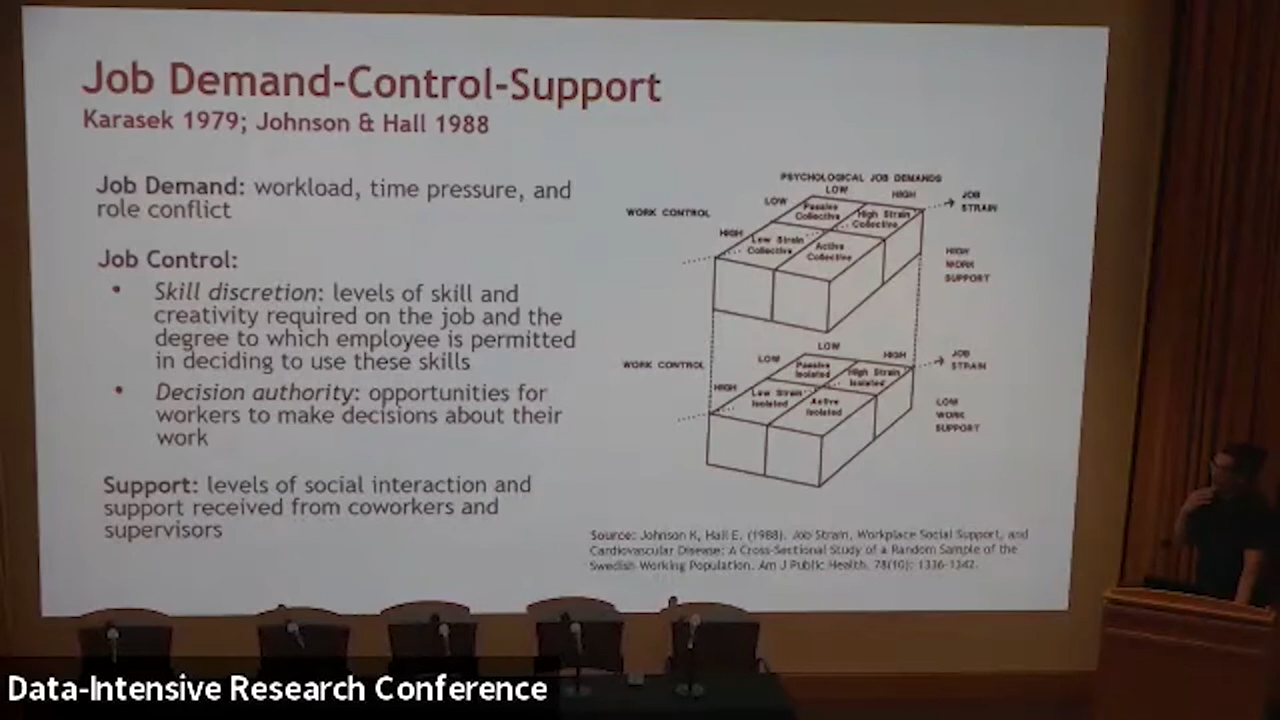 Job Demand-Control-Support
Karasek 1979; Johnson & Hall 1988
Job Demand: workload, time pressure, and
role conflict
Job Control:
• Skill discretion: levels of skill and
creativity required on the job and the
degree to which employee is permitted
in deciding to use these skills
• Decision authority: opportunities for
workers to make decisions about their
work
Support: levels of social interaction and
support received from coworkers and
supervisors
PSYCHOLOGICAL JOB DEMANDS
LOW
HIGH
JOB
STRAIN
WORK CONTROL
LOW
HIGH
Passive
Collective
High Strain
Collective
Low Strain
Collective
Active
Collective
HIGH
WORK
SUPPORT
LOW
HIGH
JOB
STRAIN
WORK CONTROL
LOW
HIGH
Passive
Isolated
High Strain
Isolated
Low Strain
Isolated
Active
Isolated
LOW
WORK
SUPPORT
Source: Johnson K, Hall E. (1988). Job Strain, Workplace Social Support, and
Cardiovascular Disease: A Cross-Sectional Study of a Random Sample of the
Swedish Working Population. Am J Public Health. 78(10): 1336-1342.
Data-Intensive Research Conference